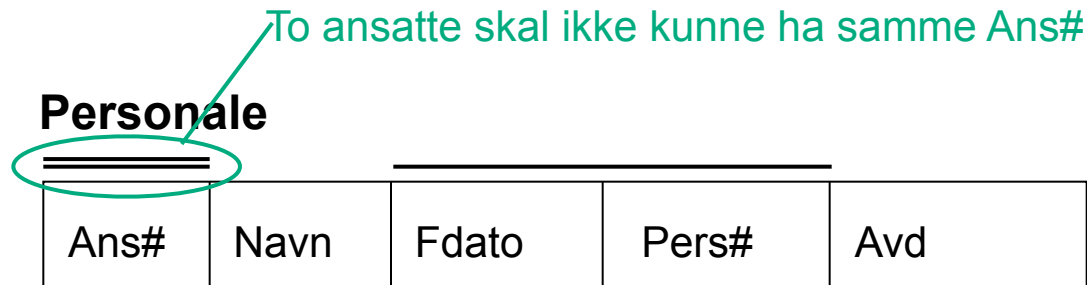 To ansatte skal ikke kunne ha samme Ans#
Personale
Ans# Navn Fdato Pers# Avd